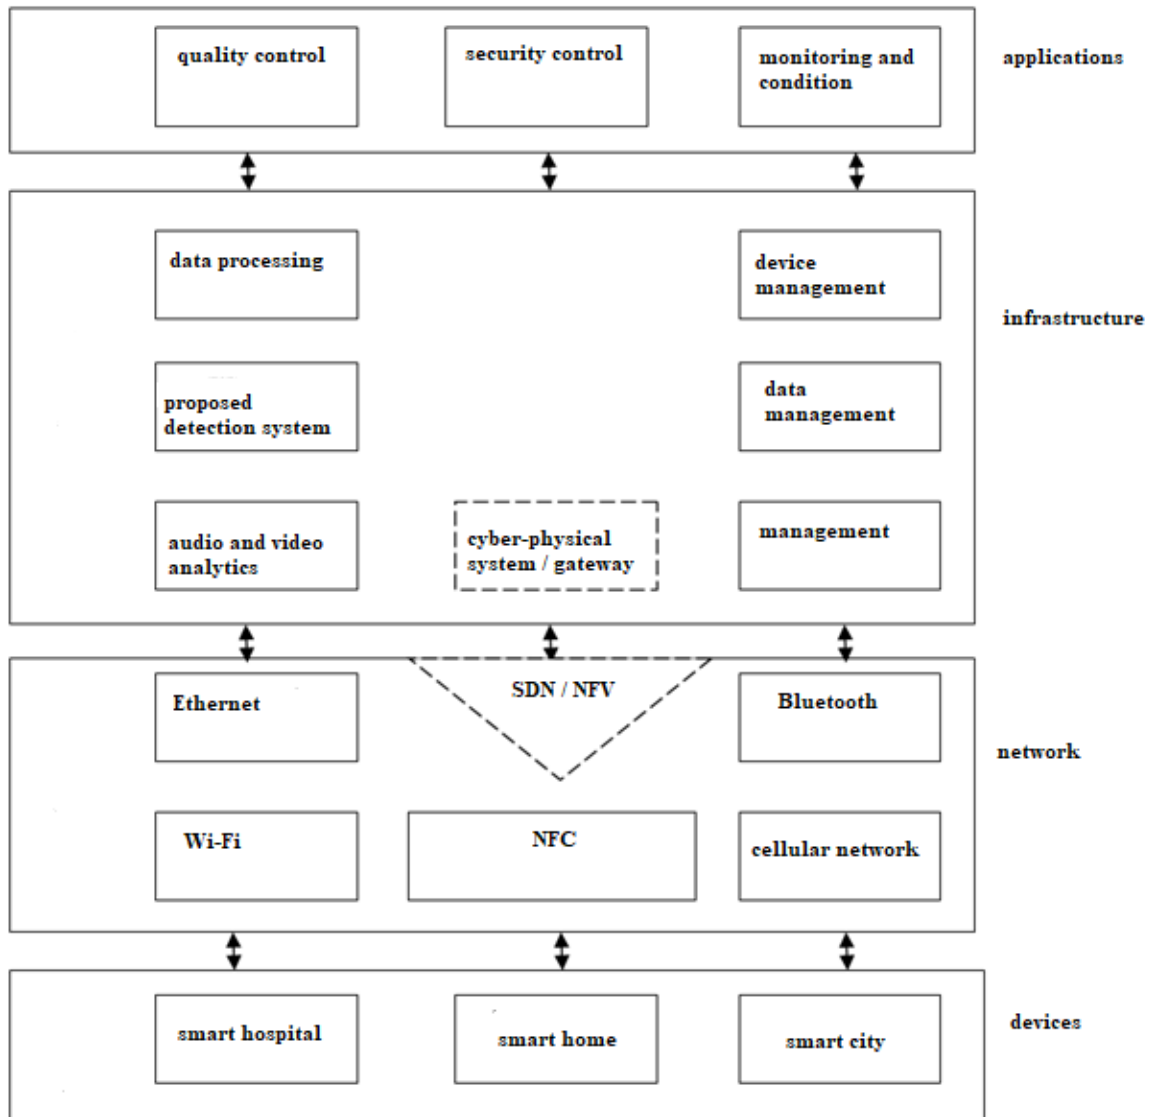 quality control
security control
monitoring and
condition
applications
data processing
device
management
infrastructure
proposed
detection system
data
management
audio and video
analytics
cyber-physical
system / gateway
management
Ethernet
SDN / NFV
Bluetooth
network
Wi-Fi
NFC
cellular network
smart hospital
smart home
smart city
devices